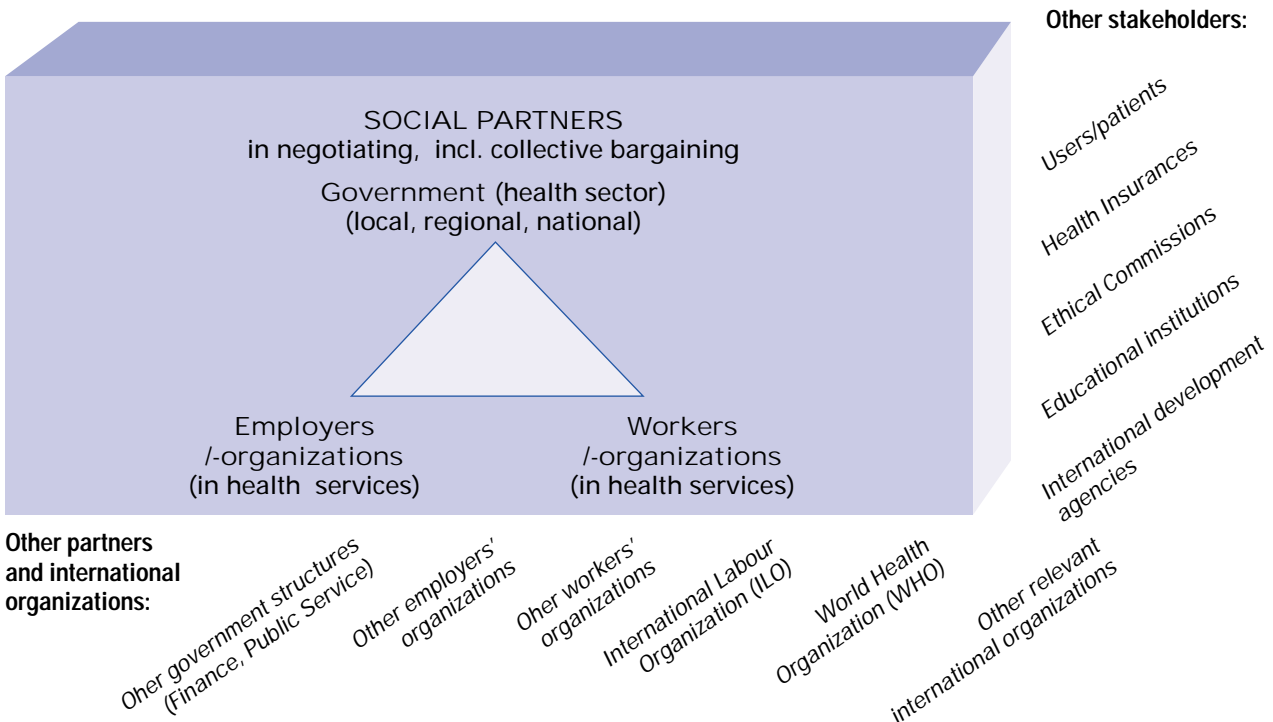 Other stakeholders:
SOCIAL PARTNERS
in negotiating, incl. collective bargaining
Government (health sector)
(local, regional, national)
Employers
/-organizations
(in health services)
Workers
/-organizations
(in health services)
Users/patients
Health Insurances
Ethical Commissions
Educational institutions
International development
agencies
Other partners
and international
organizations:
Oher government structures
(Finance, Public Service)
Other employers'
organizations
Oher workers'
organizations
International Labour
Organization (ILO)
World Health
Organization (WHO)
Other relevant
international organizations